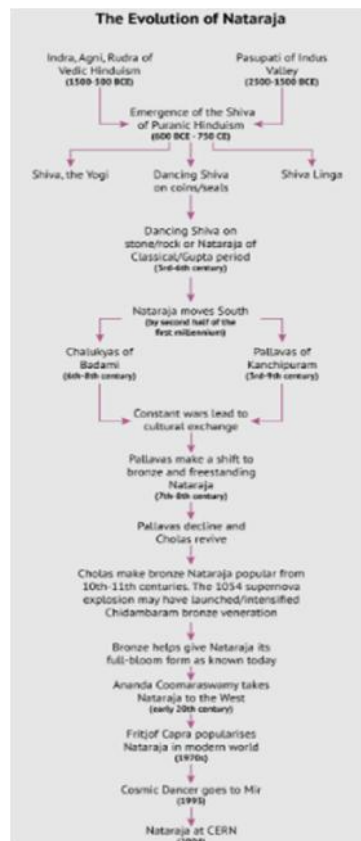 The Evolution of Nataraja
Indra, Agni, Rudra of
Vedic Hinduism
(1500-500 BCE)
Pasupati of Indus
Valley
(2500-1500 BCE)
Emergence of the Shiva
of Puranic Hinduism
(600 BCE - 750 CE)
Shiva, the Yogi
Dancing Shiva
on coins/seals
Shiva Linga
Dancing Shiva on
stone/rock or Nataraja of
Classical/Gupta period
(3rd-6th century)
Nataraja moves South
(by second half of the
first millennium)
Chalukyas of
Badami
(6th-8th century)
Pallavas of
Kanchipuram
(3rd-9th century)
Constant wars lead to
cultural exchange
Pallavas make a shift to
bronze and freestanding
Nataraja
(7th-8th century)
Pallavas decline and
Cholas revive
Cholas make bronze Nataraja popular from
10th-11th centuries. The 1054 supernova
explosion may have launched/intensified
Chidambaram bronze veneration
Bronze helps give Nataraja its
full-bloom form as known today
Ananda Coomaraswamy takes
Nataraja to the West
(early 20th century)
Fritjof Capra popularises
Nataraja in modern world
(1970s)
Cosmic Dancer goes to Mir
(1993)
Nataraja at CERN